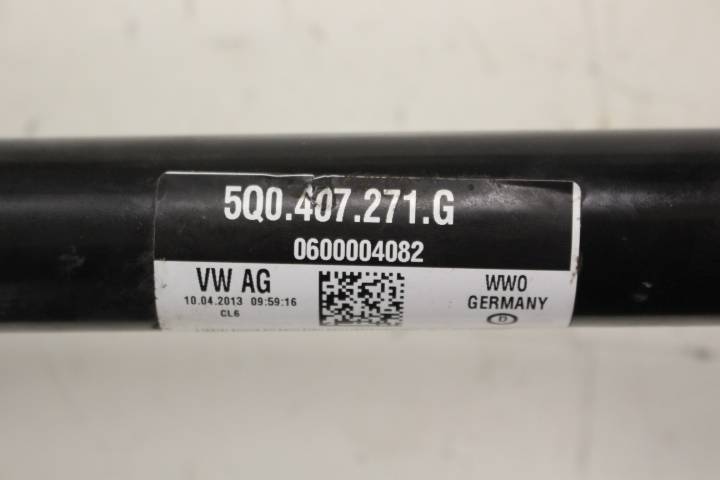 5Q0.407.271.G
0600004082
VW AG
10.04.2013 09:59:16
CL6
WWO
GERMANY
D